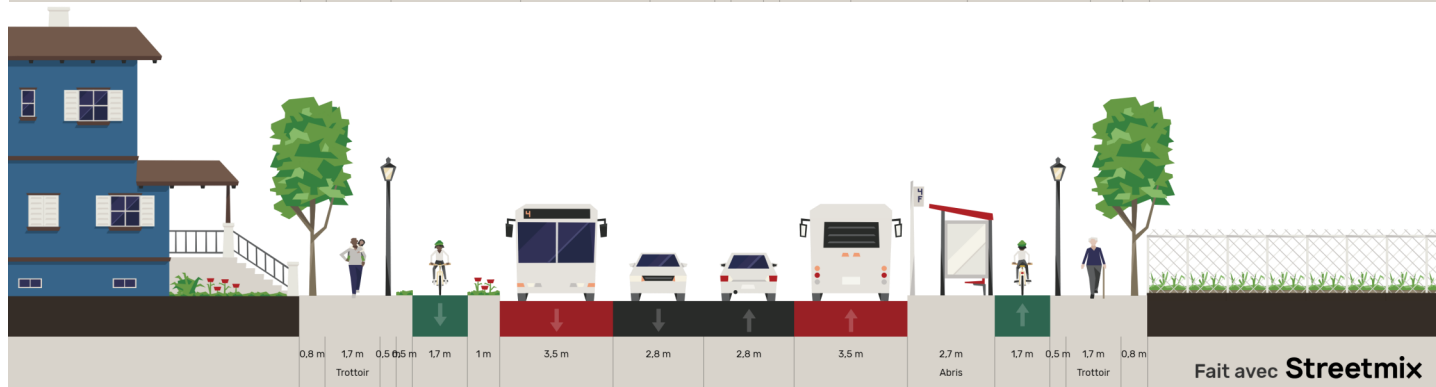 4
4
F
0,8 m 1,7 m 0,5 m 0,5 m 1,7 m 1 m 3,5 m 2,8 m 2,8 m 3,5 m 2,7 m 1,7 m 0,5 m 1,7 m 0,8 m
Trottoir Abris Trottoir
Fait avec Streetmix